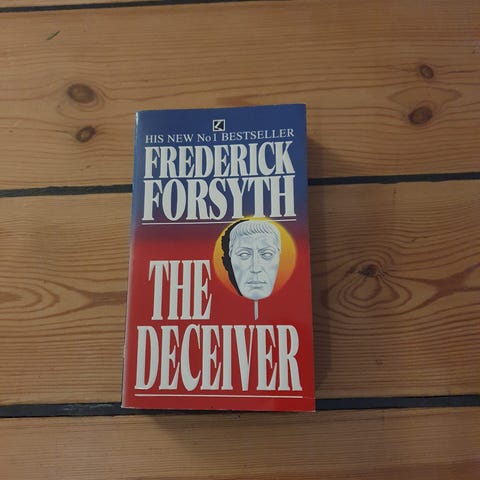 HIS NEW No1 BESTSELLER
FREDERICK
FORSYTH
THE
DECEIVER